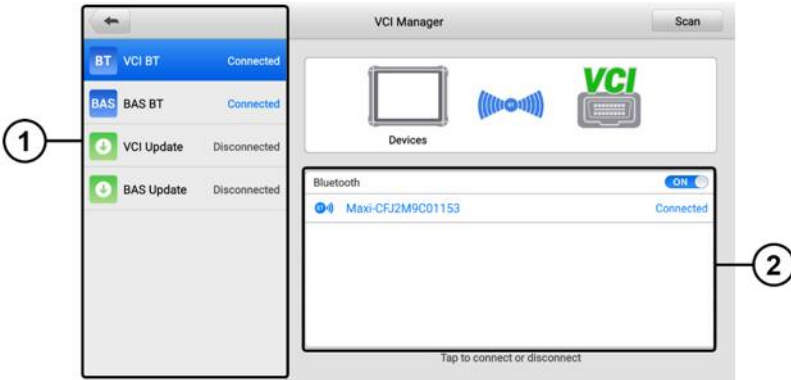 VCI Manager
Scan
BT VCI BT Connected
BAS BAS BT Connected
VCI Update Disconnected
BAS Update Disconnected
1
VCI
Devices
Bluetooth ON
Maxi-CFJ2M9C01153 Connected
2
Tap to connect or disconnect